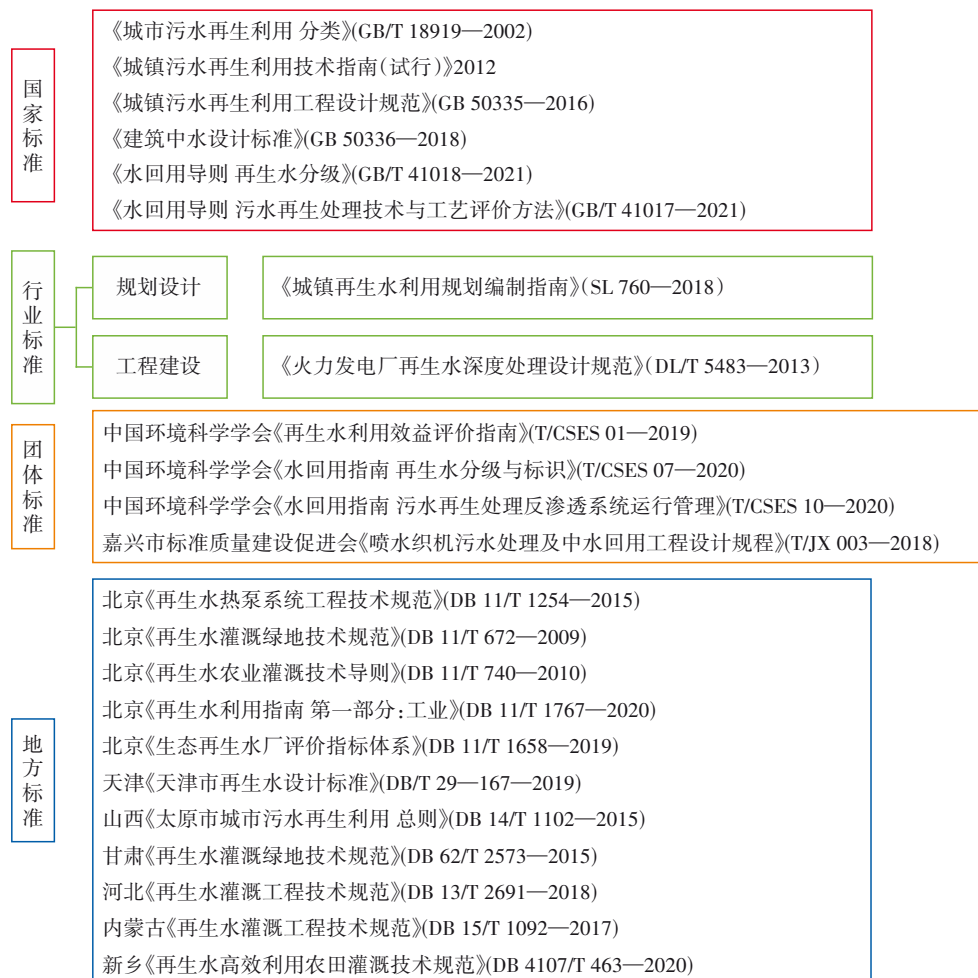 国家标准
《城市污水再生利用 分类》(GB/T 18919—2002)
《城镇污水再生利用技术指南(试行)》2012
《城镇污水再生利用工程设计规范》(GB 50335—2016)
《建筑中水设计标准》(GB 50336—2018)
《水回用导则 再生水分级》(GB/T 41018—2021)
《水回用导则 污水再生处理技术与工艺评价方法》(GB/T 41017—2021)
行业标准
规划设计
《城镇再生水利用规划编制指南》(SL 760—2018)
工程建设
《火力发电厂再生水深度处理设计规范》(DL/T 5483—2013)
团体标准
中国环境科学学会《再生水利用效益评价指南》(T/CSES 01—2019)
中国环境科学学会《水回用指南 再生水分级与标识》(T/CSES 07—2020)
中国环境科学学会《水回用指南 污水再生处理反渗透系统运行管理》(T/CSES 10—2020)
嘉兴市标准质量建设促进会《喷水织机污水处理及中水回用工程设计规程》(T/JX 003—2018)
地方标准
北京《再生水热泵系统工程技术规范》(DB 11/T 1254—2015)
北京《再生水灌溉绿地技术规范》(DB 11/T 672—2009)
北京《再生水农业灌溉技术导则》(DB 11/T 740—2010)
北京《再生水利用指南 第一部分:工业》(DB 11/T 1767—2020)
北京《生态再生水厂评价指标体系》(DB 11/T 1658—2019)
天津《天津市再生水设计标准》(DB/T 29—167—2019)
山西《太原市城市污水再生利用 总则》(DB 14/T 1102—2015)
甘肃《再生水灌溉绿地技术规范》(DB 62/T 2573—2015)
河北《再生水灌溉工程技术规范》(DB 13/T 2691—2018)
内蒙古《再生水灌溉工程技术规范》(DB 15/T 1092—2017)
新乡《再生水高效利用农田灌溉技术规范》(DB 4107/T 463—2020)